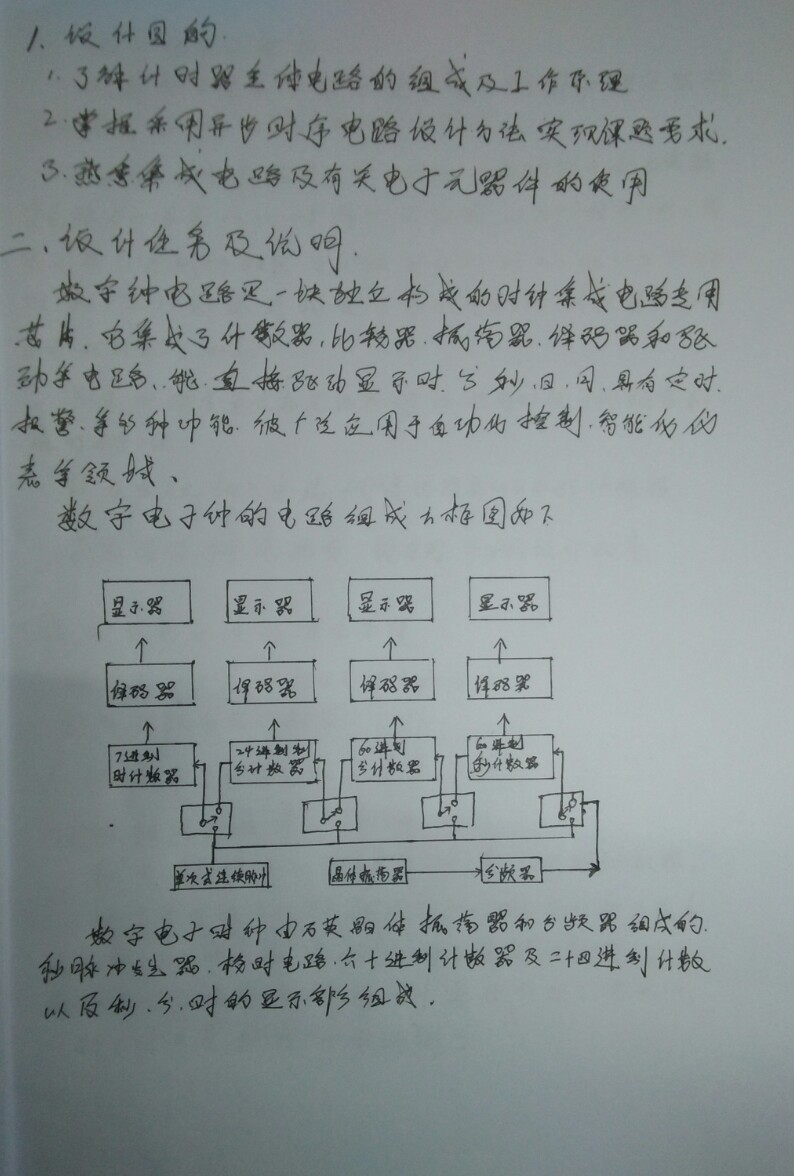 1、设计目的.
1. 了解计时器主体电路的组成及工作原理
2. 掌握采用异步时序电路设计方法实现课题要求.
3. 熟悉集成电路及有关电子元器件的使用
二、设计任务及说明.
数字钟电路是一块独立构成的时钟集成电路专用
芯片. 它集成了计数器, 比较器. 振荡器. 译码器和驱
动等电路、能. 直接驱动显示时. 分 秒, 日. 周. 具有定时.
报警. 等多种功能. 被广泛应用于自动化控制. 智能化仪
表等领域、
数字电子钟的电路组成方框图如下
显示器 显示器 显示器 显示器
译码器 译码器 译码器 译码器
7进制 24进制制 60进制 60进制
时计数器 分计数器 分计数器 秒计数器
单次或连续脉冲 晶体振荡器 分频器
数字电子时钟由石英晶体振荡器和分频器组成的.
秒脉冲发生器. 校时电路. 六十进制计数器及二十四进制计数
以及秒. 分. 时的显示部分组成.